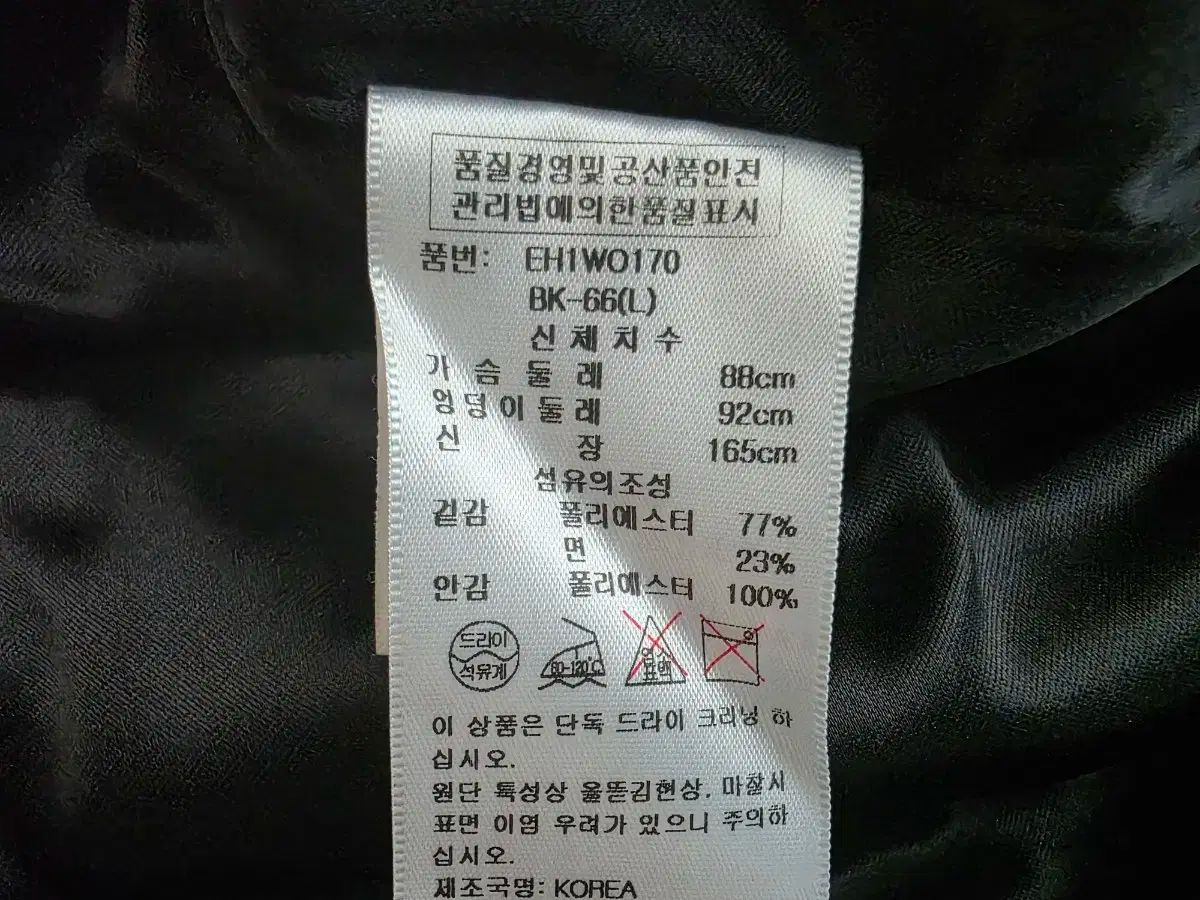 품질경영및공산품안전
관리법에의한품질표시
품번: EH1WO170
BK-66(L)
신체치수
가슴둘레 88cm
엉덩이둘레 92cm
신장 165cm
섬유의조성
겉감 폴리에스터 77%
면 23%
안감 폴리에스터 100%
드라이
석유계
80-120℃
염소
표백
이 상품은 단독 드라이 크리닝 하
십시오.
원단 특성상 올뜯김현상, 마찰시
표면 이염 우려가 있으니 주의하
십시오.
제조국명: KOREA